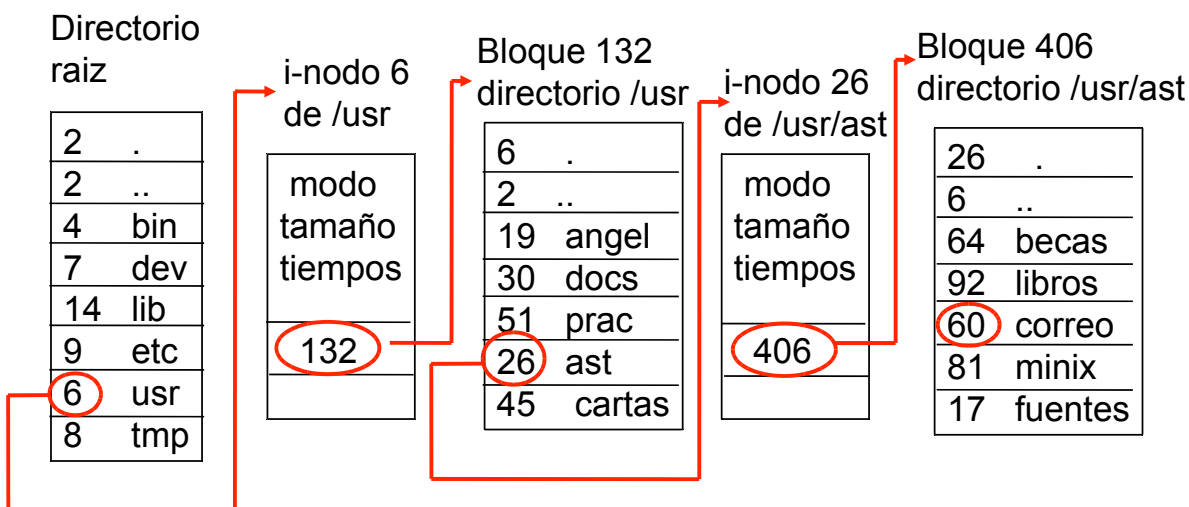 Directorio
raiz
2 .
2 ..
4 bin
7 dev
14 lib
9 etc
6 usr
8 tmp
i-nodo 6
de /usr
modo
tamaño
tiempos
132
Bloque 132
directorio /usr
6 .
2 ..
19 angel
30 docs
51 prac
26 ast
45 cartas
i-nodo 26
de /usr/ast
modo
tamaño
tiempos
406
Bloque 406
directorio /usr/ast
26 .
6 ..
64 becas
92 libros
60 correo
81 minix
17 fuentes